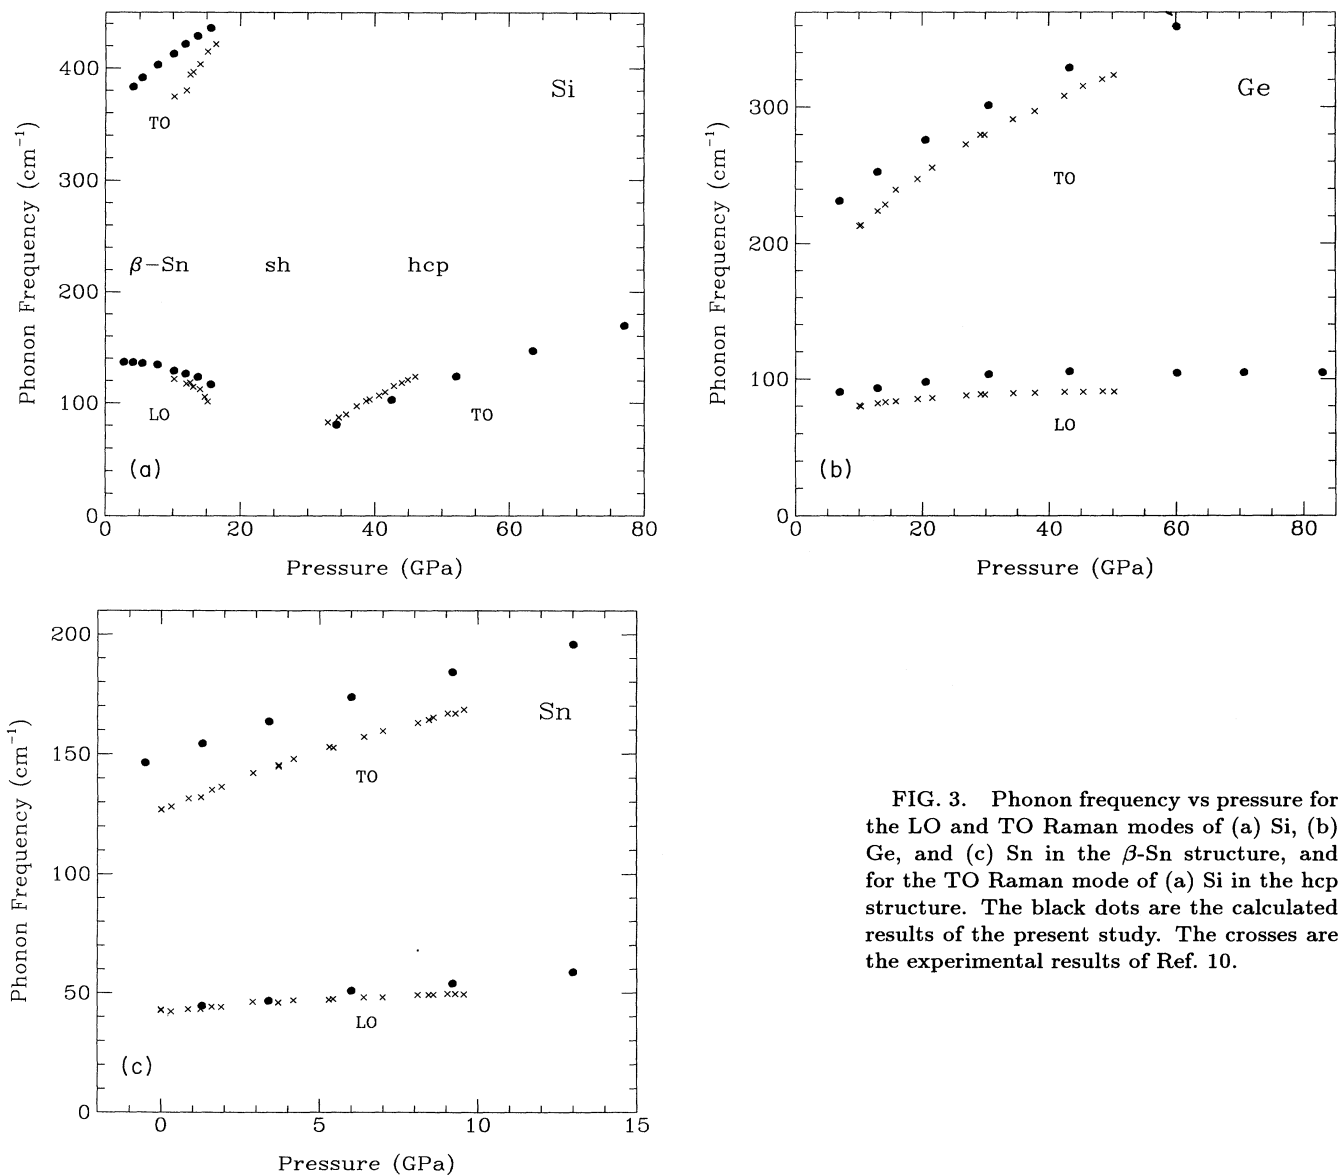 400
300
200
100
0
0
20
40
60
80
Phonon Frequency (cm⁻¹)
Pressure (GPa)
Si
TO
β−Sn
sh
hcp
LO
TO
(a)
300
200
100
0
0
20
40
60
80
Phonon Frequency (cm⁻¹)
Pressure (GPa)
Ge
TO
LO
(b)
200
150
100
50
0
0
5
10
15
Phonon Frequency (cm⁻¹)
Pressure (GPa)
Sn
TO
LO
(c)
FIG. 3. Phonon frequency vs pressure for
the LO and TO Raman modes of (a) Si, (b)
Ge, and (c) Sn in the β-Sn structure, and
for the TO Raman mode of (a) Si in the hcp
structure. The black dots are the calculated
results of the present study. The crosses are
the experimental results of Ref. 10.